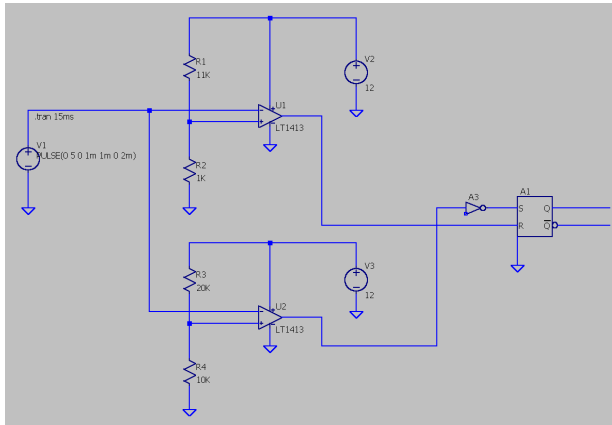 R1
11K
V2
12
U1
LT1413
.tran 15ms
V1
PULSE(0 5 0 1m 1m 0 2m)
R2
1K
A3
A1
S
Q
R
Q
R3
20K
V3
12
U2
LT1413
R4
10K